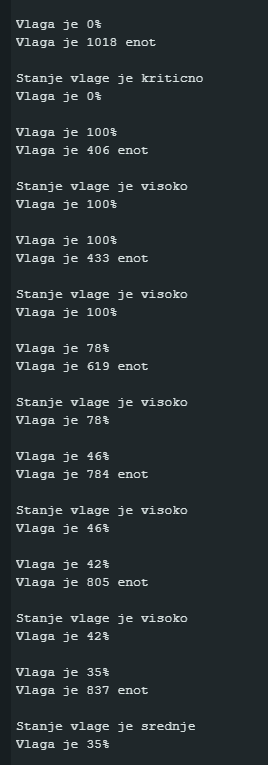 Vlaga je 0%
Vlaga je 1018 enot
Stanje vlage je kriticno
Vlaga je 0%
Vlaga je 100%
Vlaga je 406 enot
Stanje vlage je visoko
Vlaga je 100%
Vlaga je 100%
Vlaga je 433 enot
Stanje vlage je visoko
Vlaga je 100%
Vlaga je 78%
Vlaga je 619 enot
Stanje vlage je visoko
Vlaga je 78%
Vlaga je 46%
Vlaga je 784 enot
Stanje vlage je visoko
Vlaga je 46%
Vlaga je 42%
Vlaga je 805 enot
Stanje vlage je visoko
Vlaga je 42%
Vlaga je 35%
Vlaga je 837 enot
Stanje vlage je srednje
Vlaga je 35%